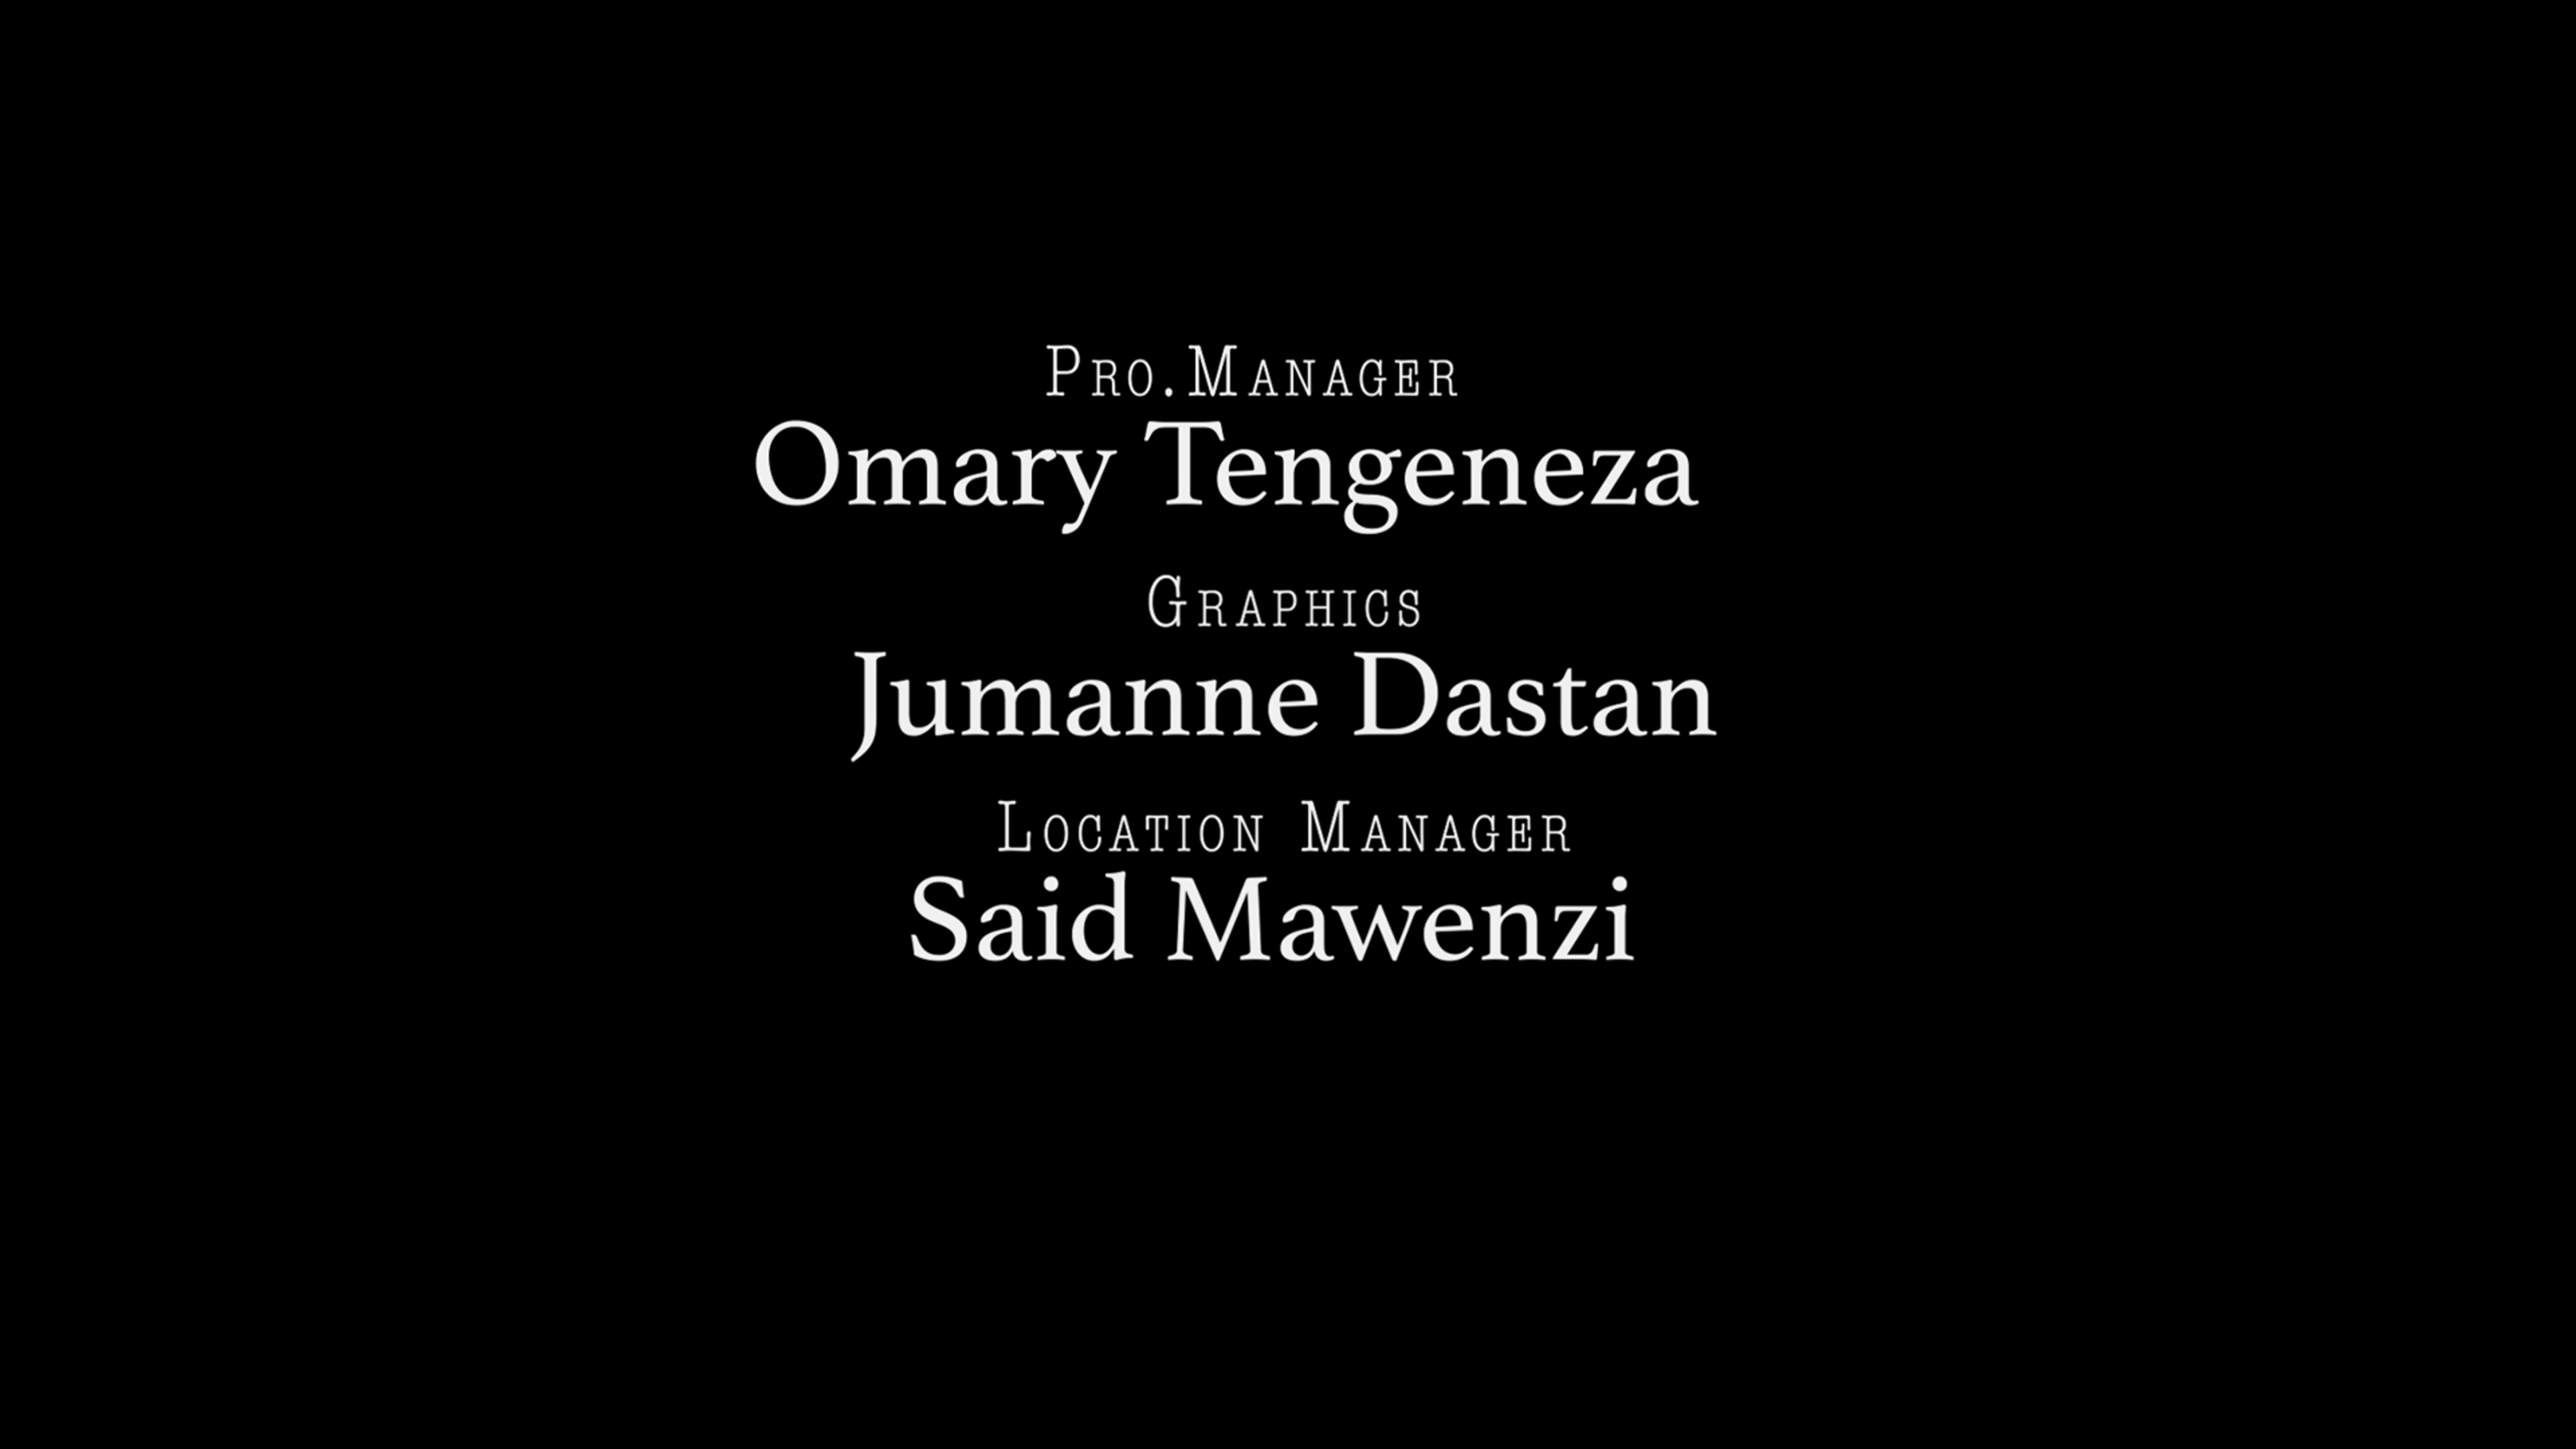 Pro.Manager
Omary Tengeneza
Graphics
Jumanne Dastan
Location Manager
Said Mawenzi